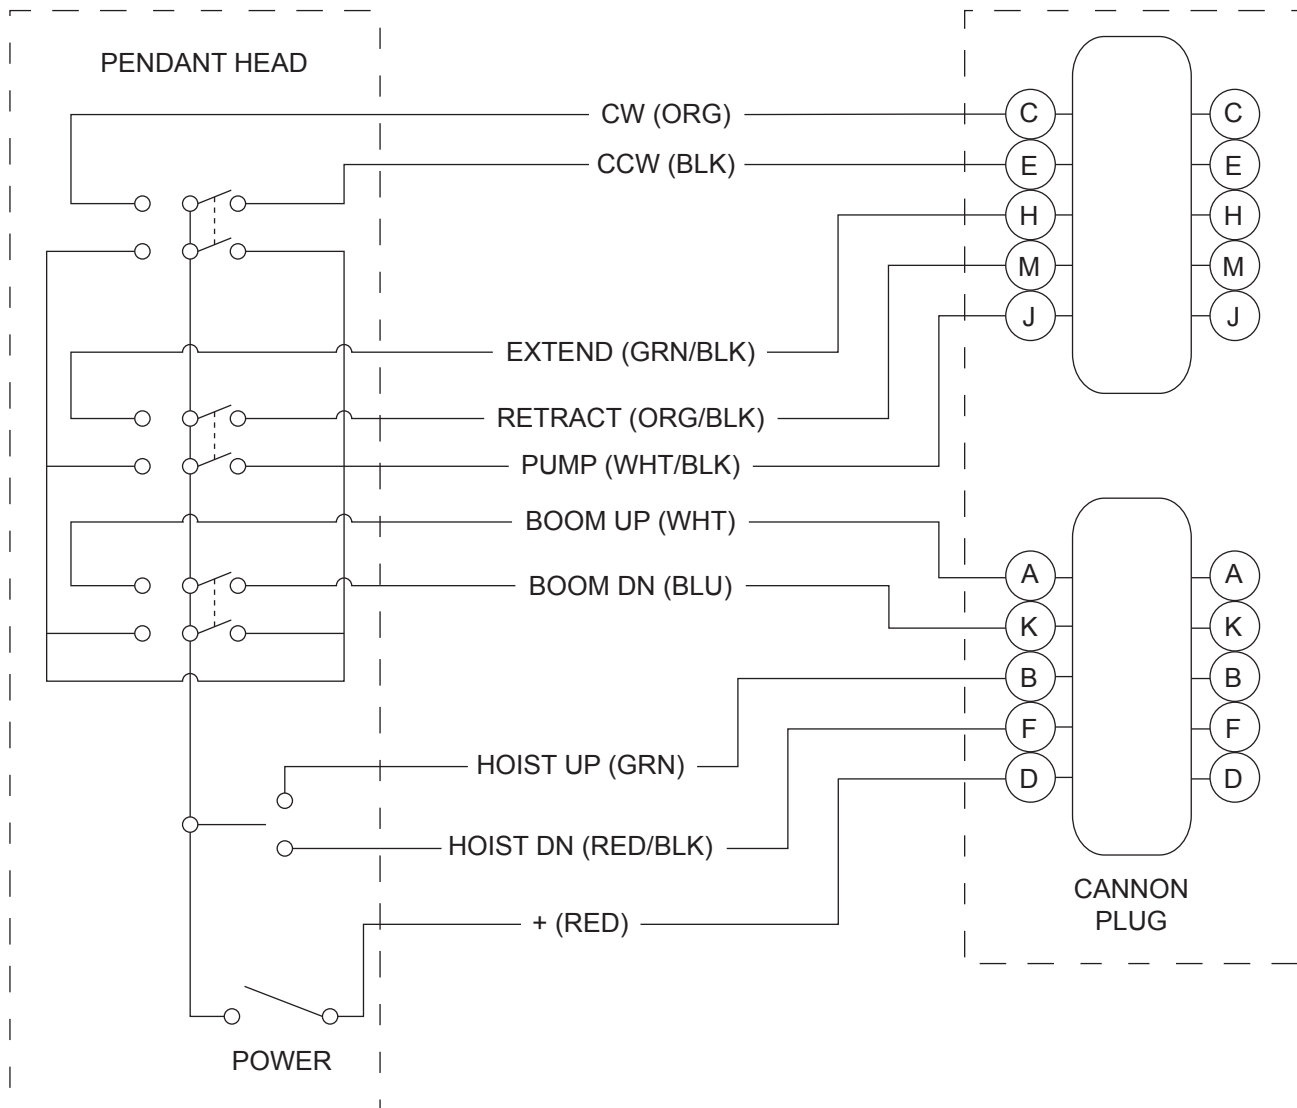 PENDANT HEAD
CW (ORG)
CCW (BLK)
EXTEND (GRN/BLK)
RETRACT (ORG/BLK)
PUMP (WHT/BLK)
BOOM UP (WHT)
BOOM DN (BLU)
HOIST UP (GRN)
HOIST DN (RED/BLK)
+ (RED)
POWER
C
E
H
M
J
C
E
H
M
J
A
K
B
F
D
A
K
B
F
D
CANNON
PLUG